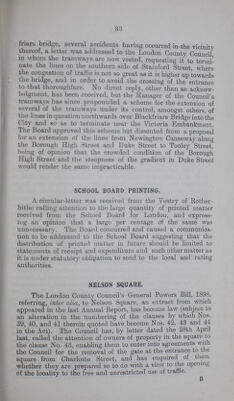 33
friars bridge, several accidents having occurred in the vicinity
thereof, a letter was addressed to the London County Council,
in whom the tramways are now vested, requesting it to termi-
nate the lines on the southern side of Stamford Street, where
the congestion of traffic is not so great as it is higher up towards
the bridge, and in order to avoid the crossing of the entrance
to that thoroughfare. No direct reply, other than an acknow-
ledgment, has been received, but the Manager of the Council's
tramways has since propounded a scheme for the extension of
several of the tramways under its control, amongst others, of
the lines in question northwards over Blackfriars Bridge into the
City and so as to terminate near the Victoria Embankment.
The Board approved this scheme but dissented from a proposal
for an extension of the lines from Newington Causeway along
the Borough High Street and Duke Street to Tooley Street,
being of opinion that the crowded condition of the Borough
High Street and the steepness of the gradient in Duke Street
would render the same impracticable.
SCHOOL BOARD PRINTING.
A circular-letter was received from the Vestry of Rother-
hithe calling attention to the large quantity of printed matter
received from the School Board for London, and express-
ing an opinion that a large per centage of the same was
unnecessary. The Board concurred and caused a communica-
tion to be addressed to the School Board suggesting that the
distribution of printed matter in future should be limited to
statements of receipt and expenditure and such other matter as
it is under statutory obligation to send to the local and rating
authorities.
NELSON SQUARE.
The London County Council's General Powers Bill, 1898,
referring, inter alia, to Nelson Square, an extract from which
appeared in the last Annual Report, has become law (subject to
an alteration in the numbering of the clauses by which Nos.
39, 40, and 41 therein quoted have become Nos. 42, 43 and 44
in the Act). The Council has, by letter dated the 28th April
last, called the attention of owners of property in the square to
the clause No. 43, enabling them to enter into agreements with
the Council for the removal of the gate at the entrance to the
square from Charlotte Street, and has enquired of them
whether they are prepared so to do with a view to the opening
of the locality to the free and unrestricted use of traffic.
B